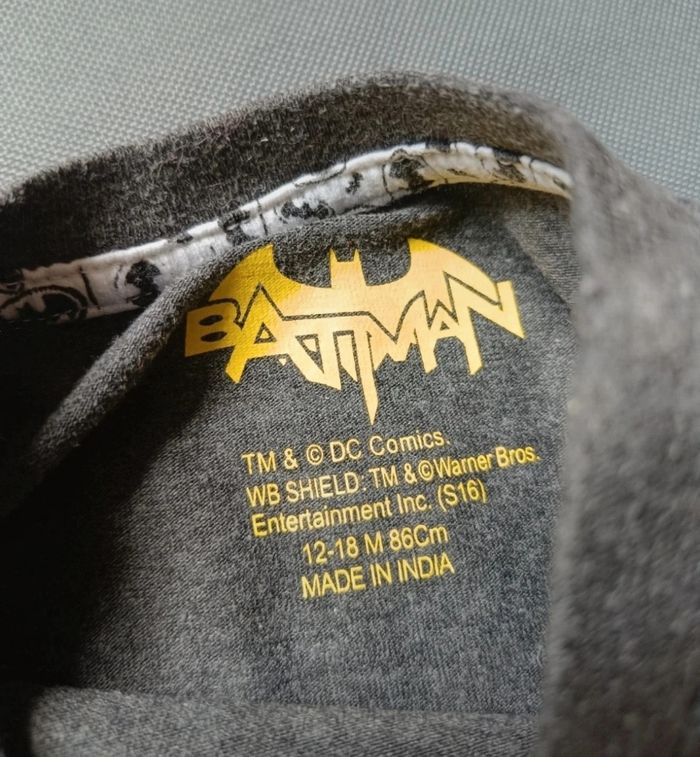 BATMAN
TM & © DC Comics.
WB SHIELD: TM &©Warner Bros.
Entertainment Inc. (S16)
12-18 M 86Cm
MADE IN INDIA